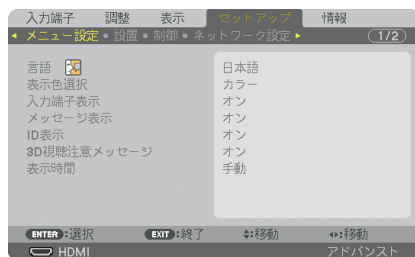 入力端子 調整 表示 セットアップ 情報
メニュー設定 • 設置 • 制御 • ネットワーク設定 1/2
言語 日本語
表示色選択 カラー
入力端子表示 オン
メッセージ表示 オン
ID表示 オン
3D視聴注意メッセージ オン
表示時間 手動
ENTER:選択 EXIT:終了 :移動 :移動
HDMI アドバンスト